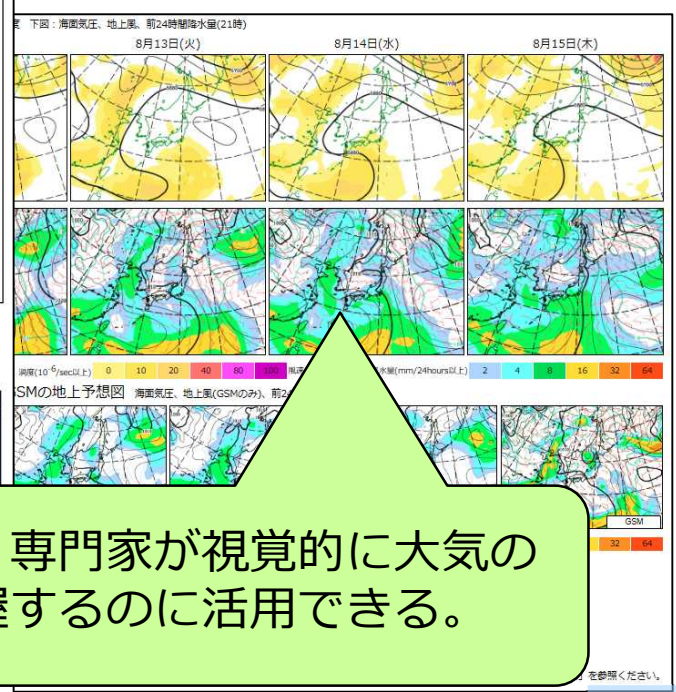 下図：海面気圧、地上風、前24時間降水量(21時)
8月13日(火) 8月14日(水) 8月15日(木)
渦度(10⁻⁶/sec以上) 0 10 20 40 80 100 風速 水量(mm/24hours以上) 2 4 8 16 32 64
GSMの地上予想図 海面気圧、地上風(GSMのみ)、前2
GSM
32 64
専門家が視覚的に大気の
握するのに活用できる。
を参照ください。